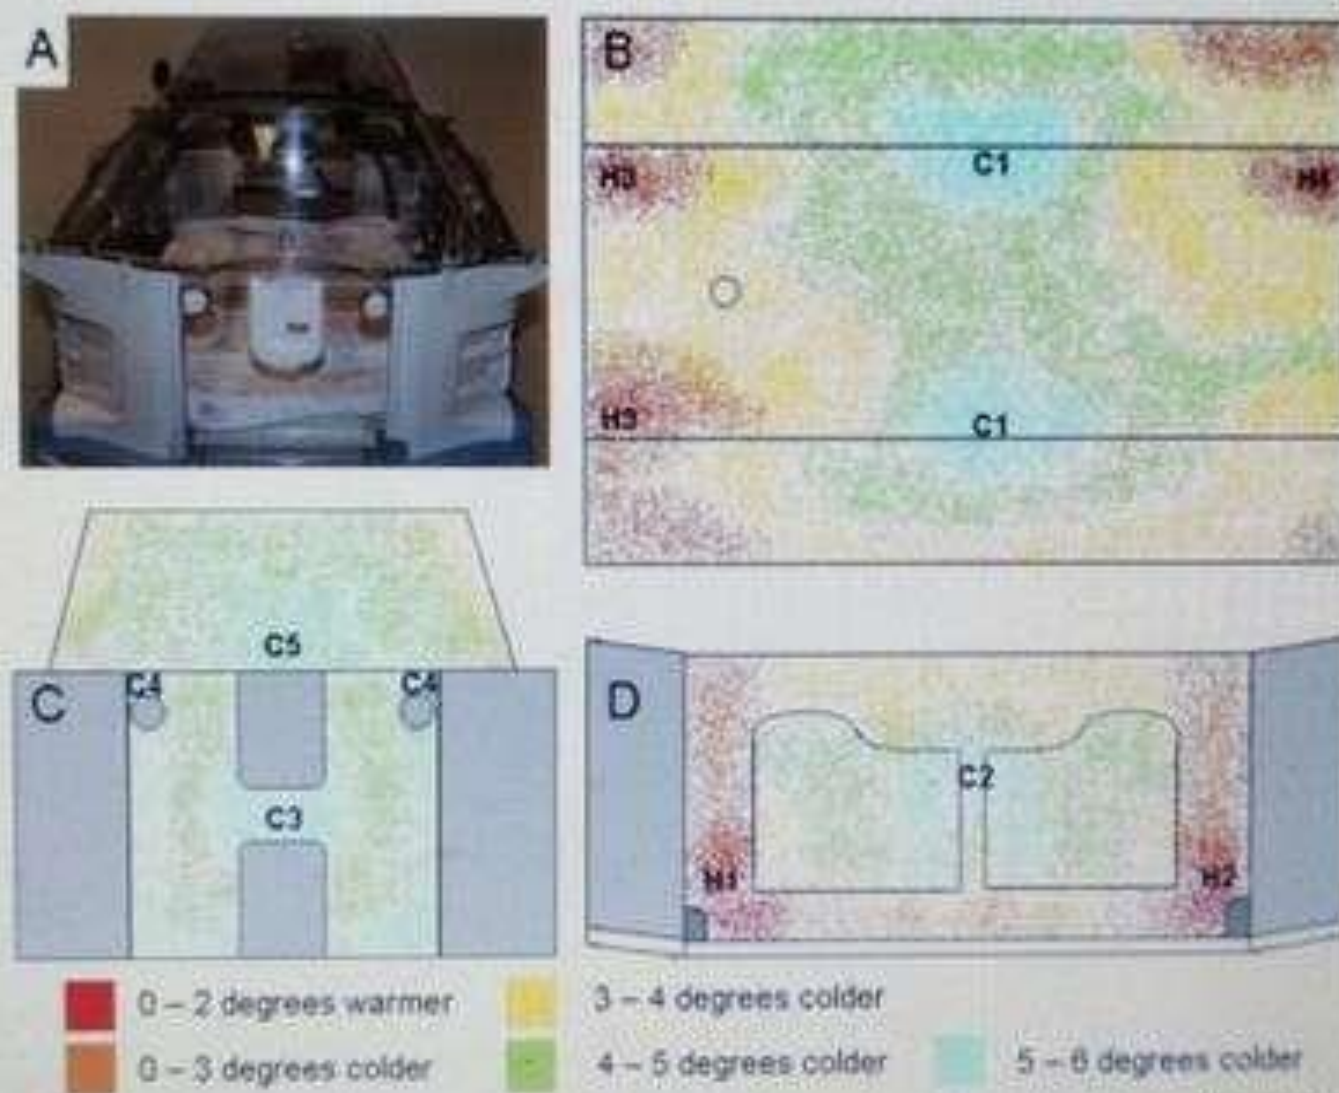 A
B
H3
C1
H4
H3
C1
C5
C4
C4
C
C3
D
C2
H1
H2
0 – 2 degrees warmer
3 – 4 degrees colder
0 – 3 degrees colder
4 – 5 degrees colder
5 – 6 degrees colder